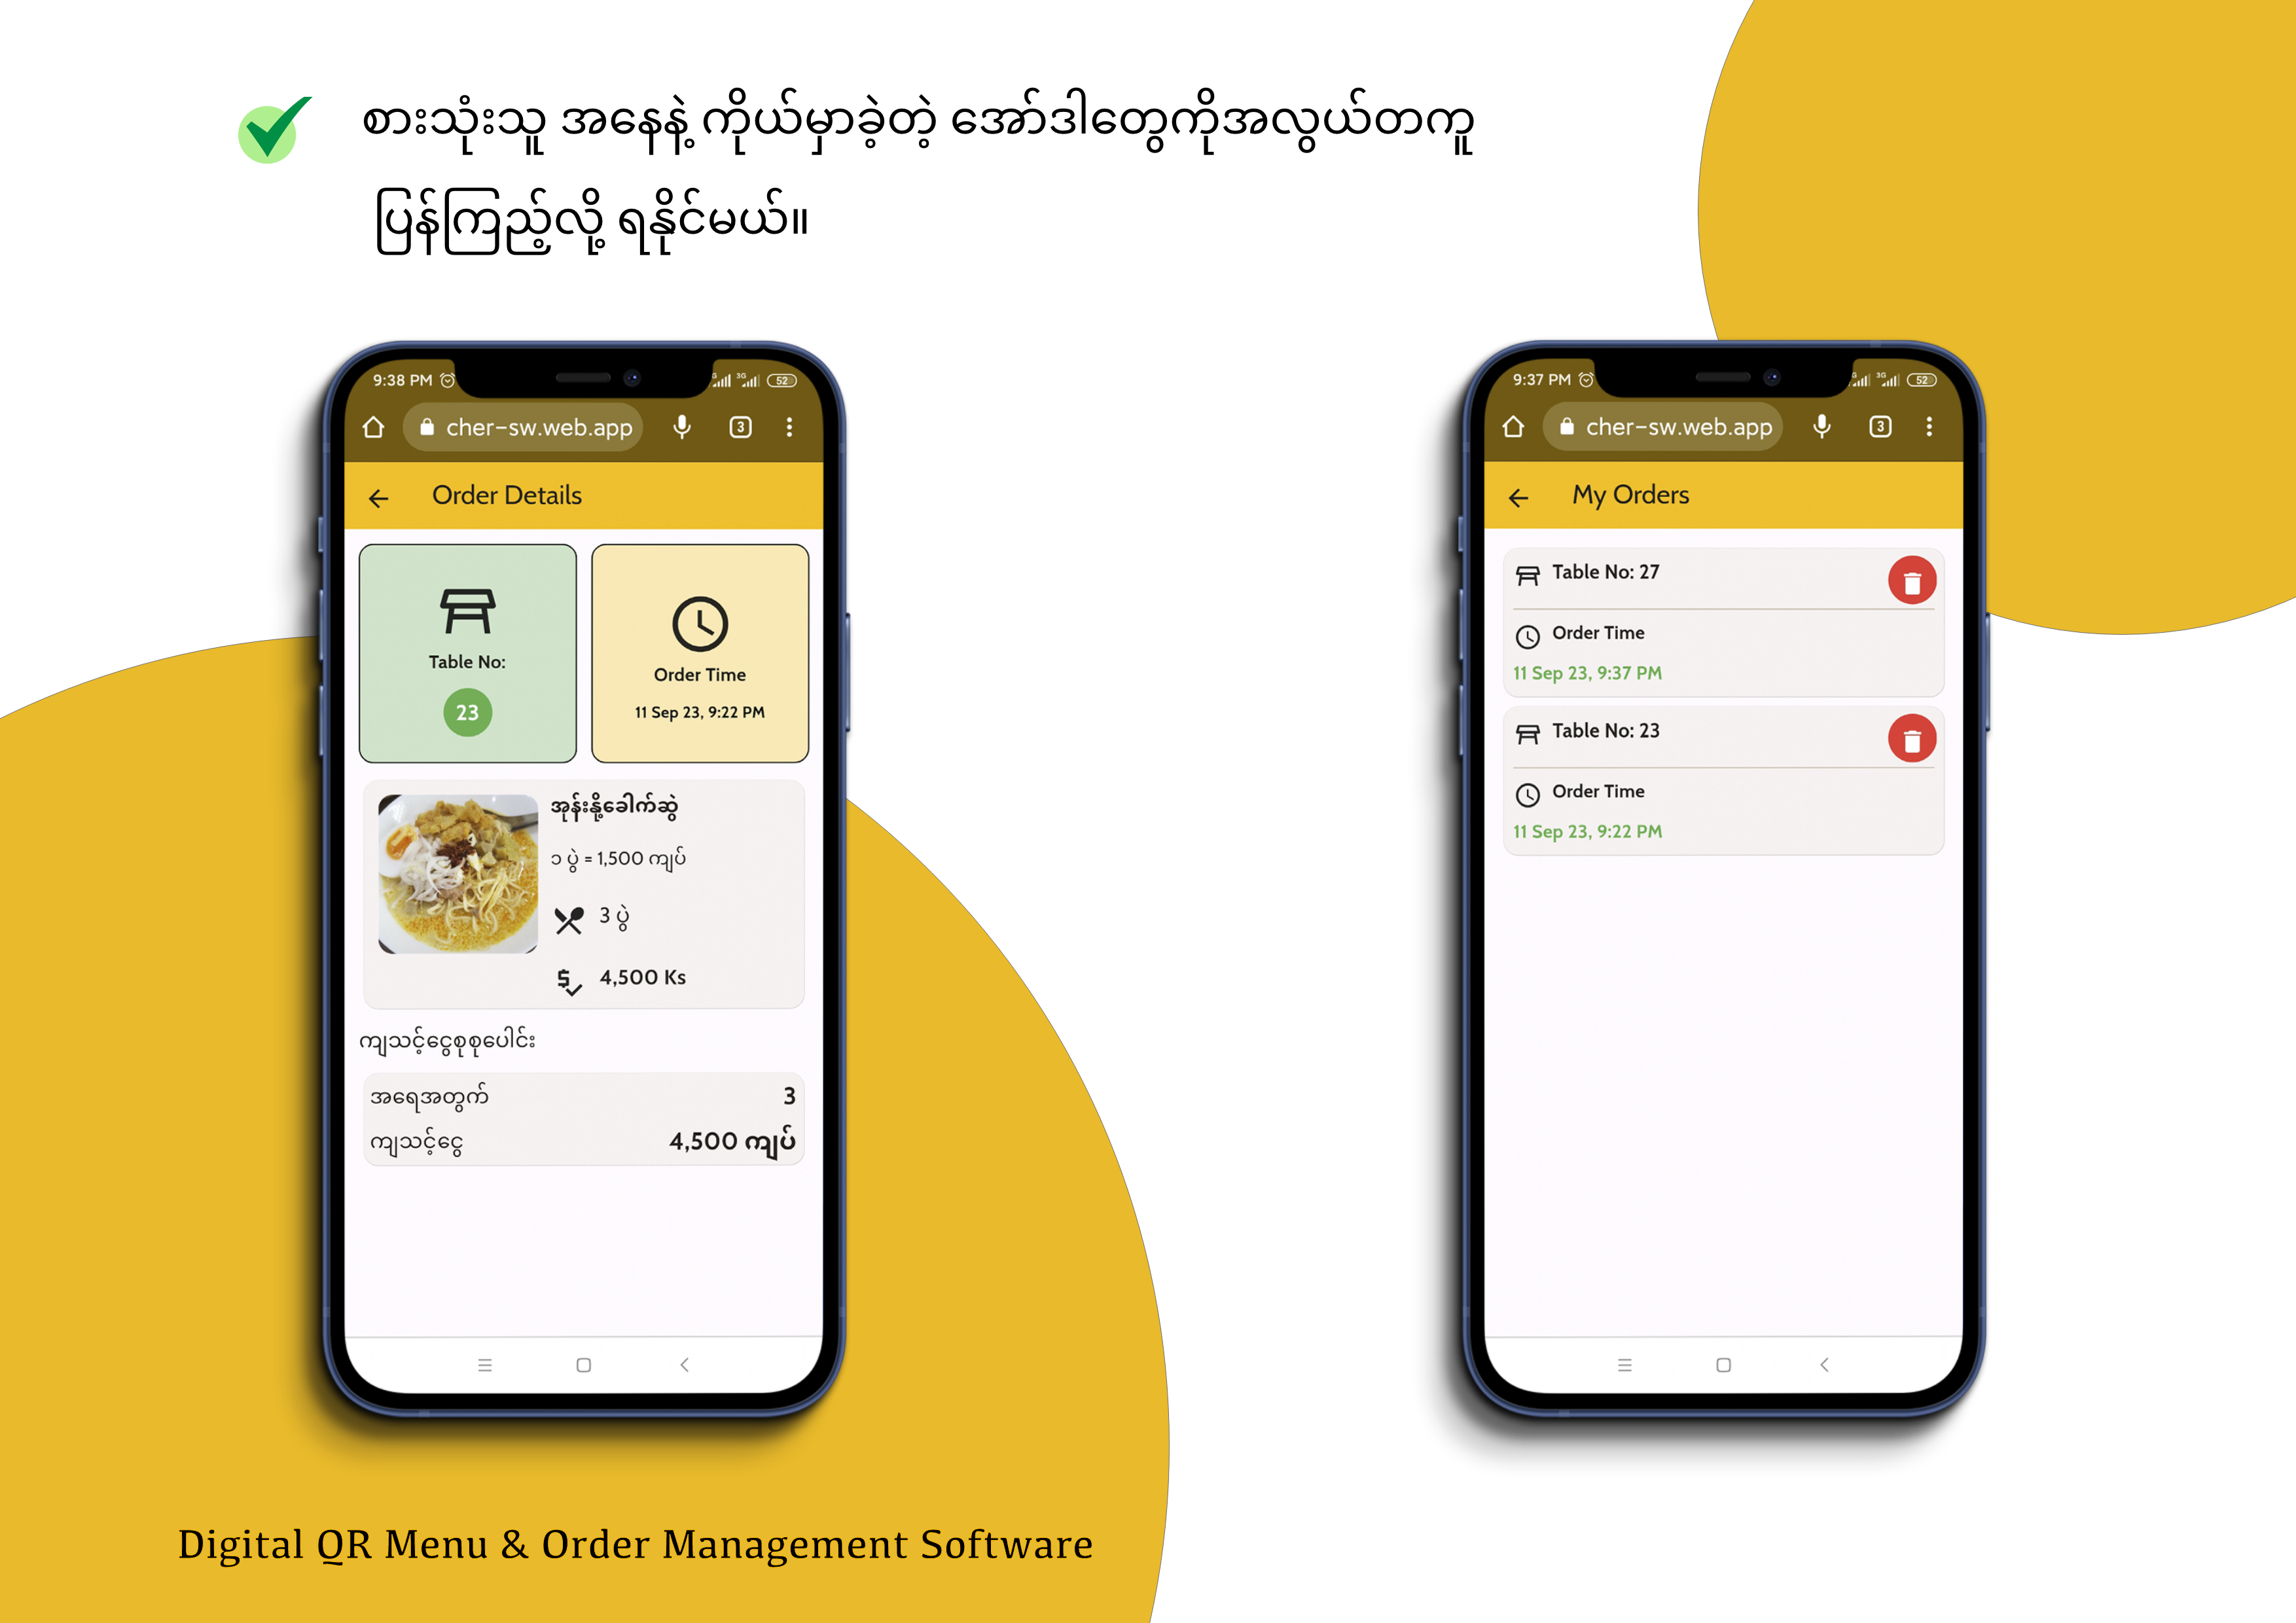 စားသုံးသူ အနေနဲ့ ကိုယ်မှာခဲ့တဲ့ အော်ဒါတွေကိုအလွယ်တကူ
ပြန်ကြည့်လို့ ရနိုင်မယ်။
9:38 PM
3G
52
cher-sw.web.app
3
Order Details
Table No:
23
Order Time
11 Sep 23, 9:22 PM
အုန်းနို့ခေါက်ဆွဲ
၁ ပွဲ = 1,500 ကျပ်
3 ပွဲ
4,500 Ks
ကျသင့်ငွေစုစုပေါင်း
အရေအတွက် 3
ကျသင့်ငွေ 4,500 ကျပ်
9:37 PM
3G
52
cher-sw.web.app
3
My Orders
Table No: 27
Order Time
11 Sep 23, 9:37 PM
Table No: 23
Order Time
11 Sep 23, 9:22 PM
Digital QR Menu & Order Management Software